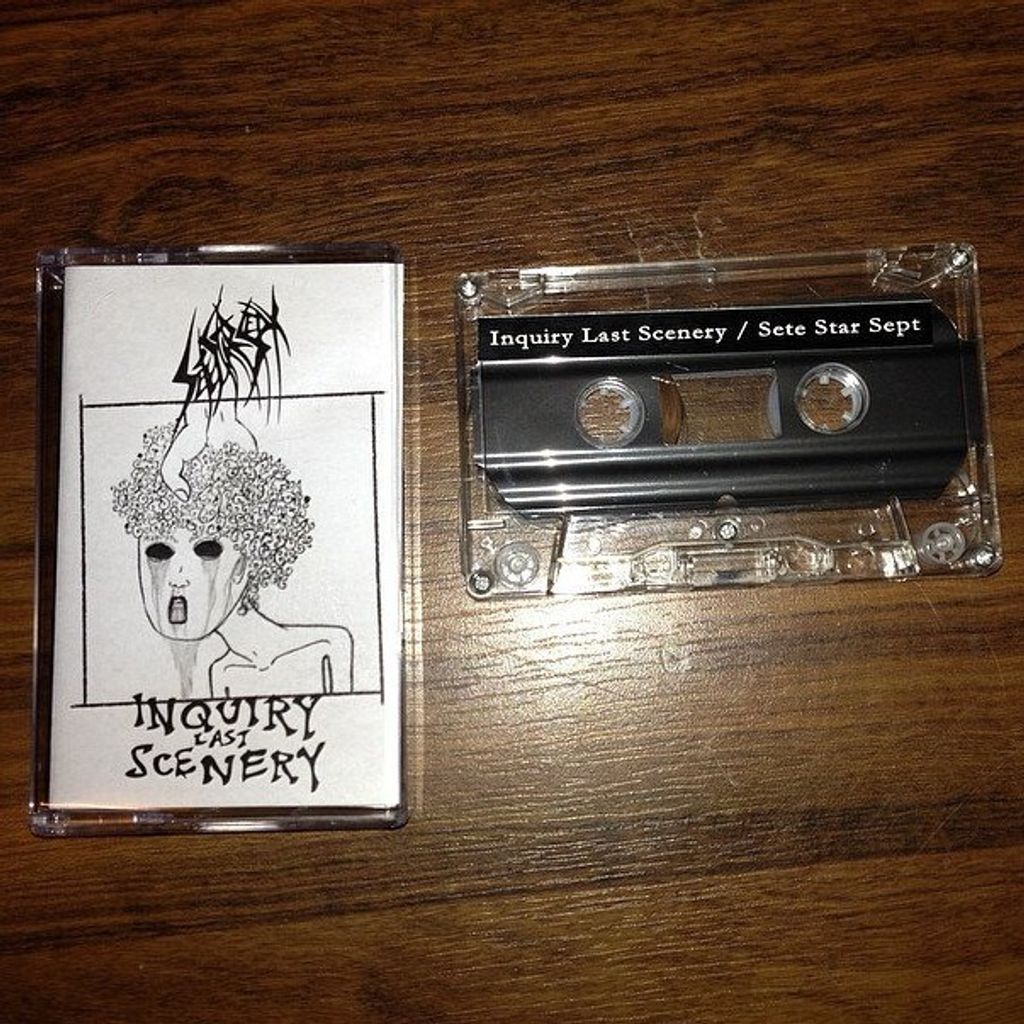 INQUIRY
LAST
SCENERY
Inquiry Last Scenery / Sete Star Sept